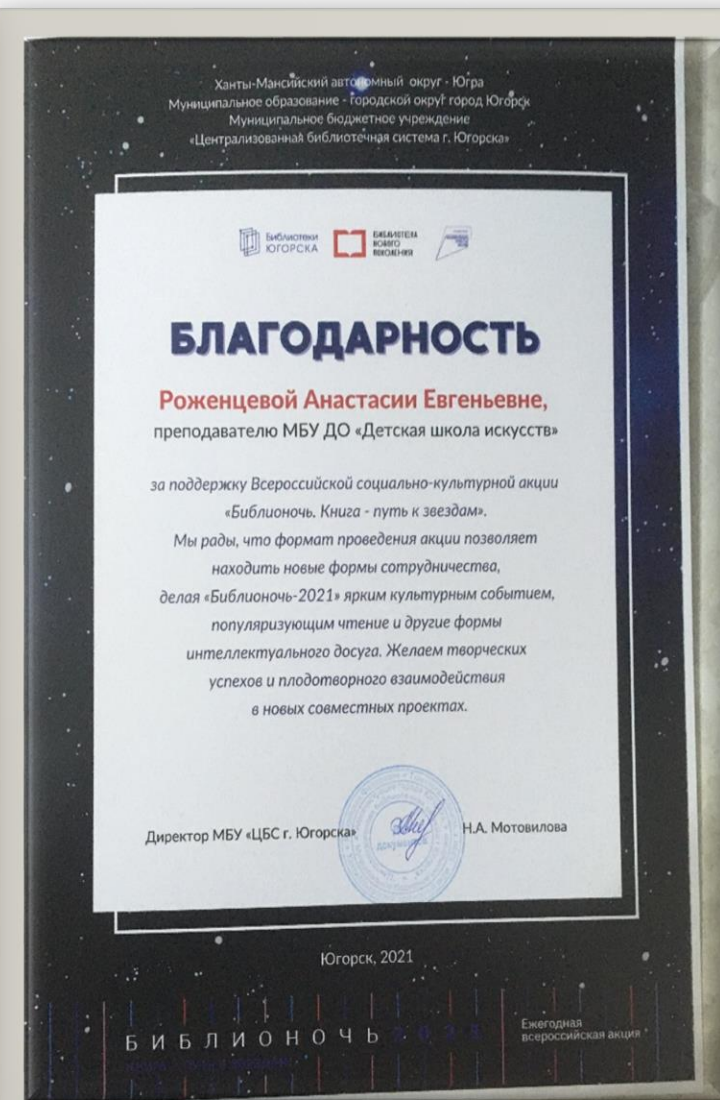 Ханты-Мансийский автономный округ - Югра
Муниципальное образование - городской округ город Югорск
Муниципальное бюджетное учреждение
«Централизованная библиотечная система г. Югорска»
Библиотеки
ЮГОРСКА
БИБЛИОТЕКА
НОВОГО
ПОКОЛЕНИЯ
БЛАГОДАРНОСТЬ
Роженцевой Анастасии Евгеньевне,
преподавателю МБУ ДО «Детская школа искусств»
за поддержку Всероссийской социально-культурной акции
«Библионочь. Книга - путь к звездам».
Мы рады, что формат проведения акции позволяет
находить новые формы сотрудничества,
делая «Библионочь-2021» ярким культурным событием,
популяризующим чтение и другие формы
интеллектуального досуга. Желаем творческих
успехов и плодотворного взаимодействия
в новых совместных проектах.
Директор МБУ «ЦБС г. Югорска» Н.А. Мотовилова
Югорск, 2021
БИБЛИОНОЧЬ
Ежегодная
всероссийская акция